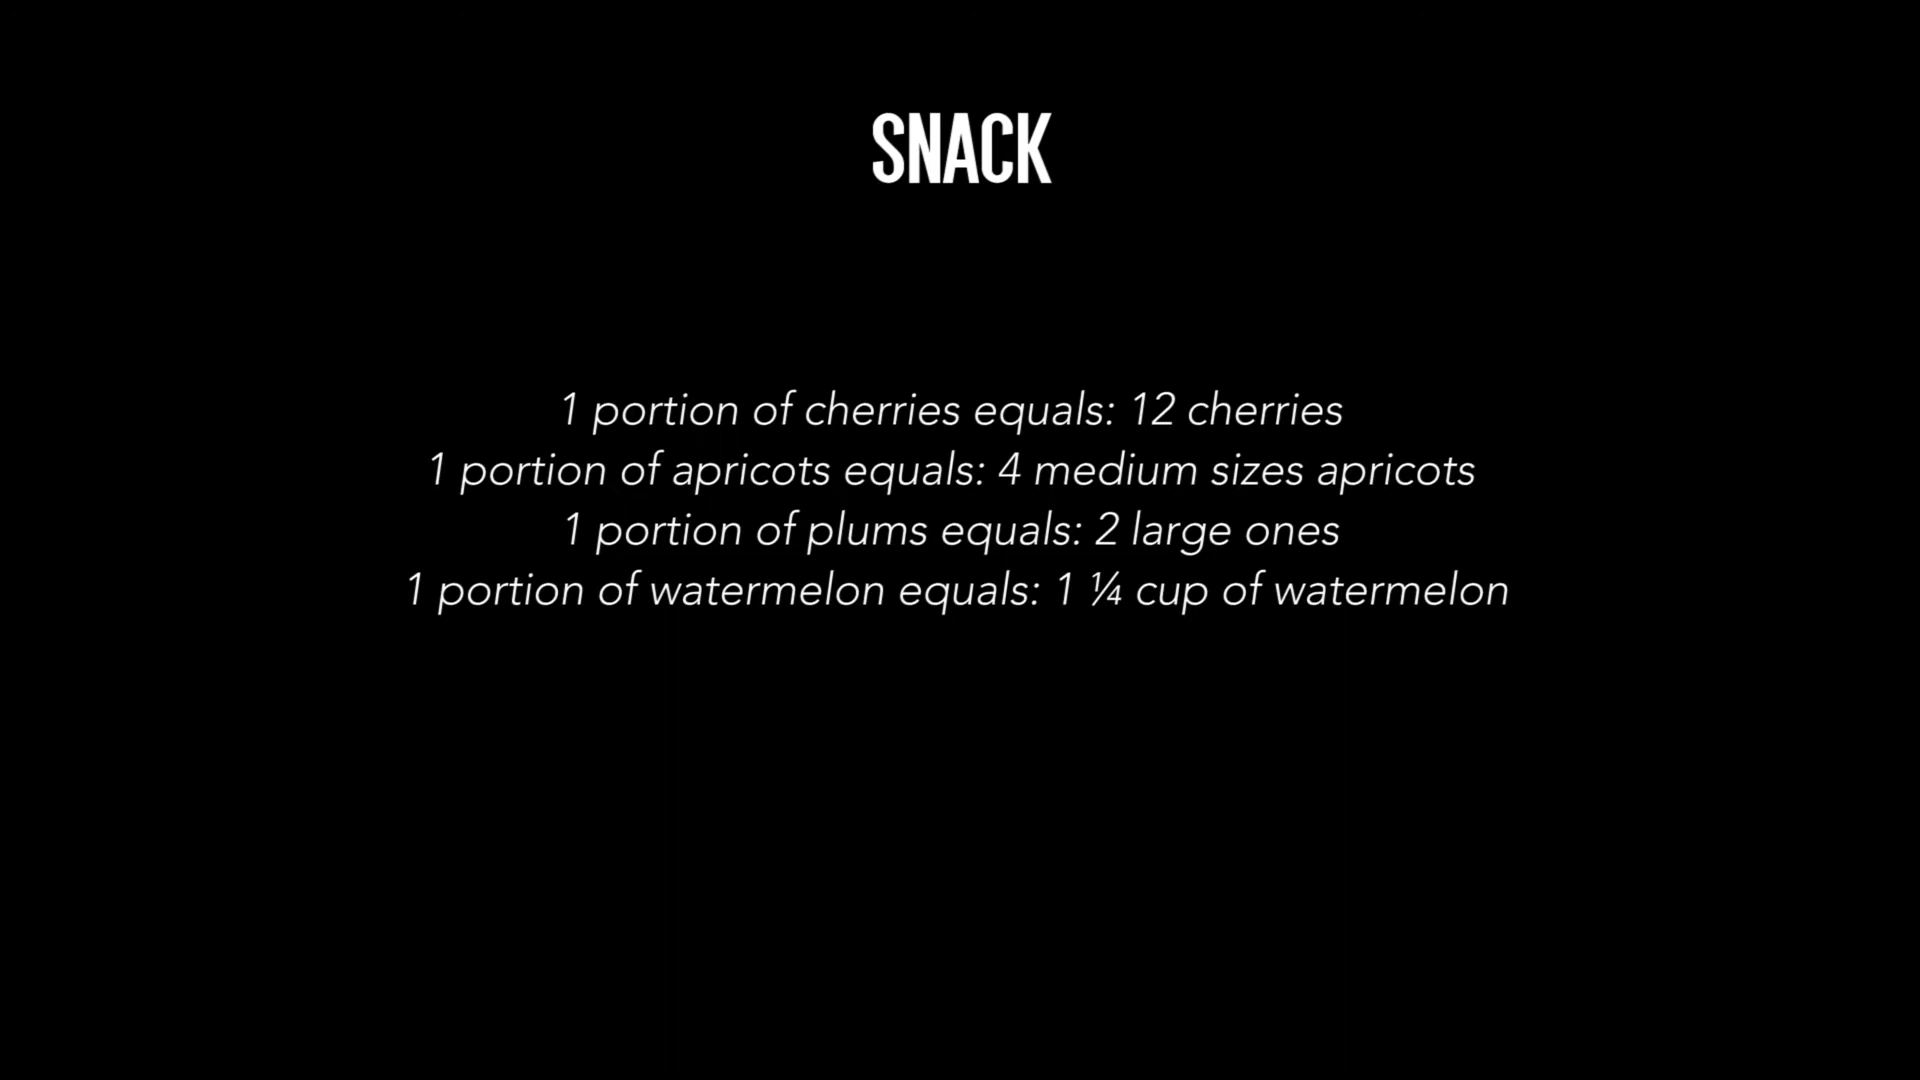 SNACK
1 portion of cherries equals: 12 cherries
1 portion of apricots equals: 4 medium sizes apricots
1 portion of plums equals: 2 large ones
1 portion of watermelon equals: 1 ¼ cup of watermelon